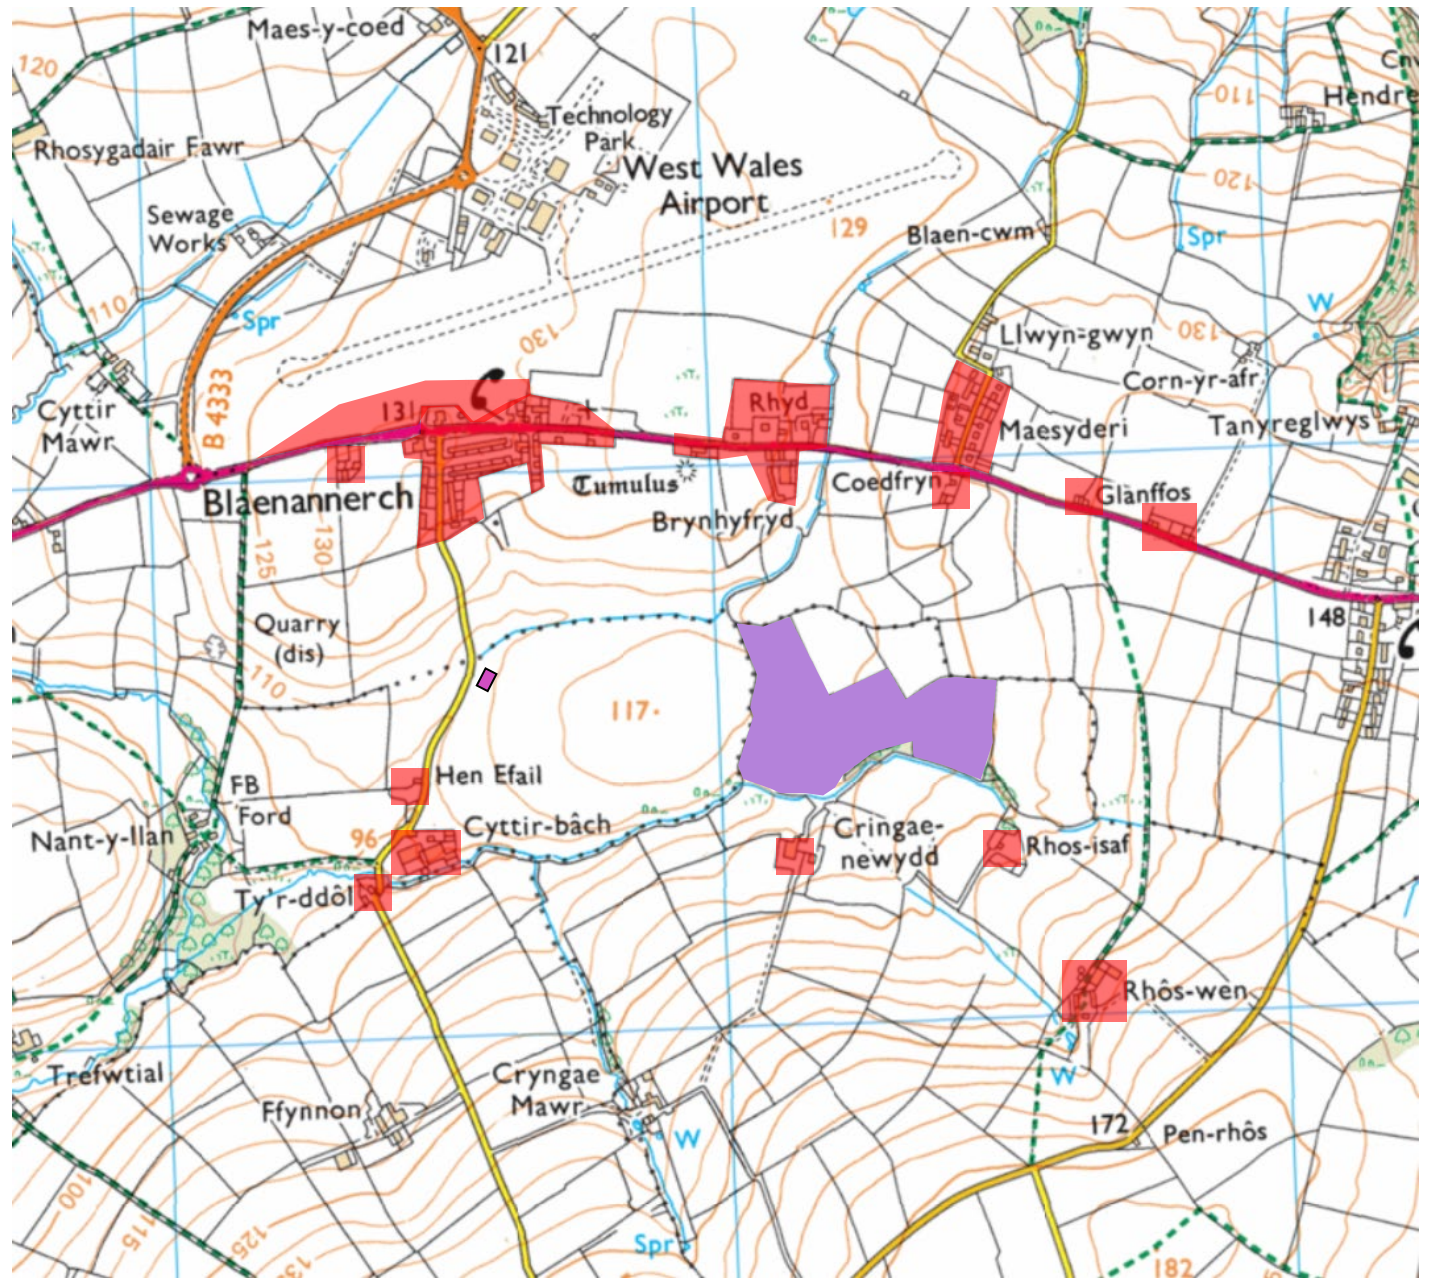 Maes-y-coed
121
120
Technology
Park
West Wales
Airport
Rhosygadair Fawr
Sewage
Works
110
Spr
B 4333
129
Blaen-cwm
Spr
110
120
Hendre
W
130
130
Llwyn-gwyn
Corn-yr-afr
Tanyreglwys
Cyttir
Mawr
131
Rhyd
Maesyderi
Blaenannerch
Tumulus
Coedfryn
Glanffos
Brynhyfryd
125
130
Quarry
(dis)
110
117
148
FB
Ford
Hen Efail
Nant-y-llan
96
Cyttir-bâch
Cringae-
newydd
Rhos-isaf
Ty'r-ddôl
Rhôs-wen
Trefwtial
Ffynnon
Cryngae
Mawr
W
W
172
Pen-rhôs
100
115
125
Spr
182